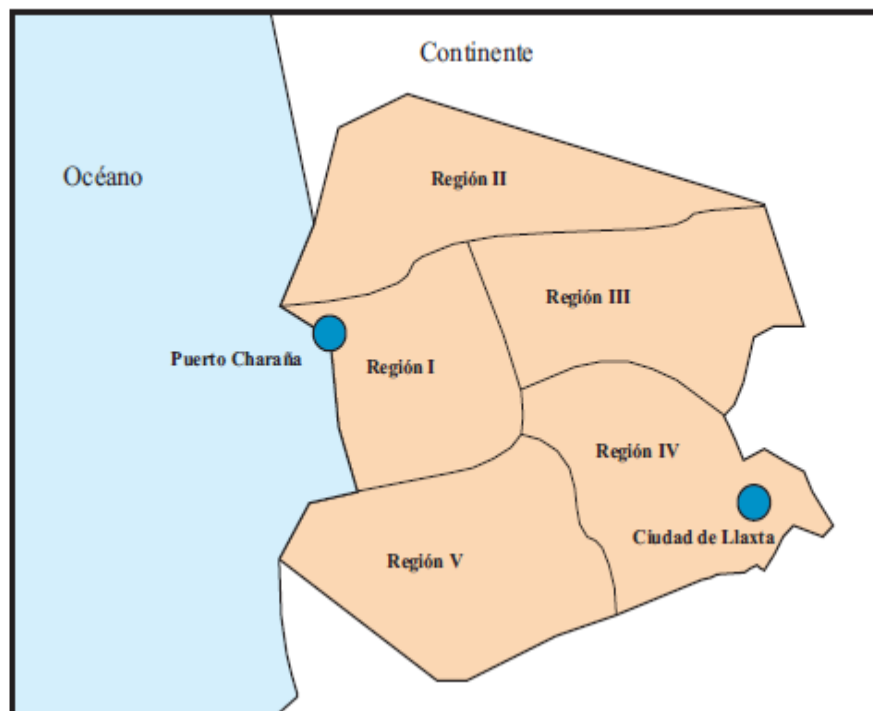 Continente
Océano
Región II
Región III
Puerto Charaña
Región I
Región IV
Ciudad de Llaxta
Región V